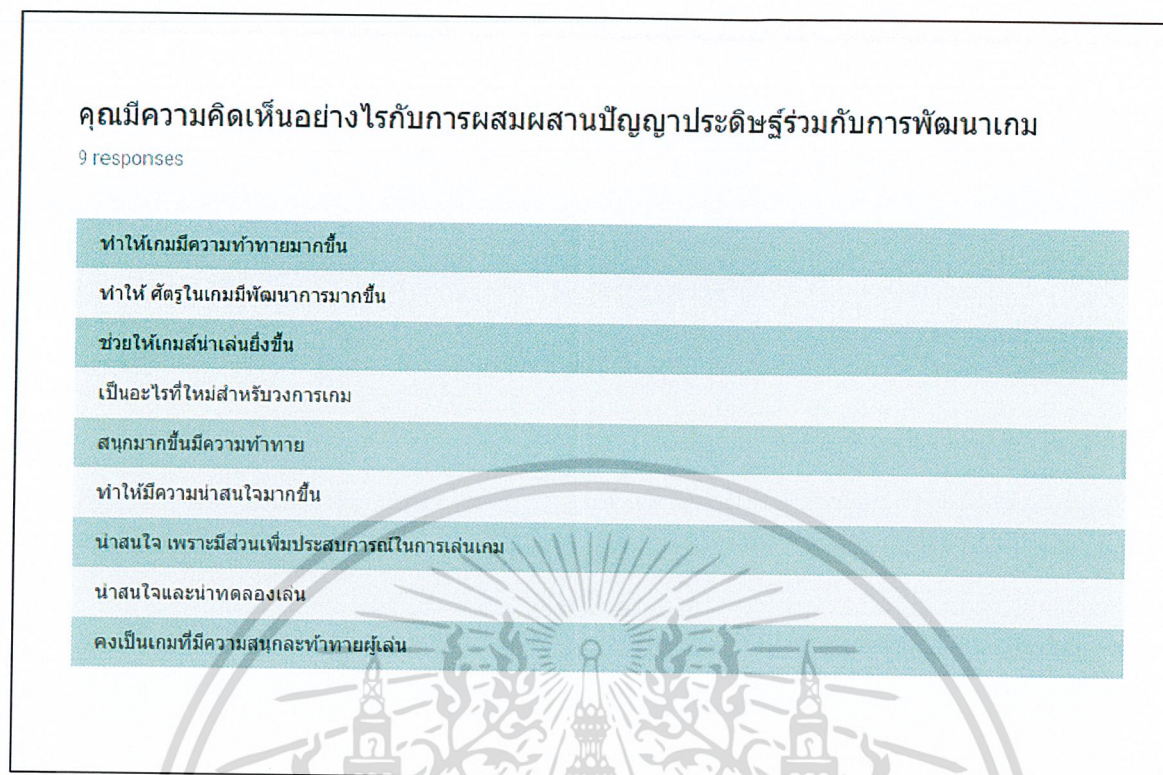 คุณมีความคิดเห็นอย่างไรกับการผสมผสานปัญญาประดิษฐ์ร่วมกับการพัฒนาเกม
9 responses
ทำให้เกมมีความท้าทายมากขึ้น
ทำให้ ศัตรูในเกมมีพัฒนาการมากขึ้น
ช่วยให้เกมส์น่าเล่นยิ่งขึ้น
เป็นอะไรที่ใหม่สำหรับวงการเกม
สนุกมากขึ้นมีความท้าทาย
ทำให้มีความน่าสนใจมากขึ้น
น่าสนใจ เพราะมีส่วนเพิ่มประสบการณ์ในการเล่นเกม
น่าสนใจและน่าทดลองเล่น
คงเป็นเกมที่มีความสนุกละท้าทายผู้เล่น